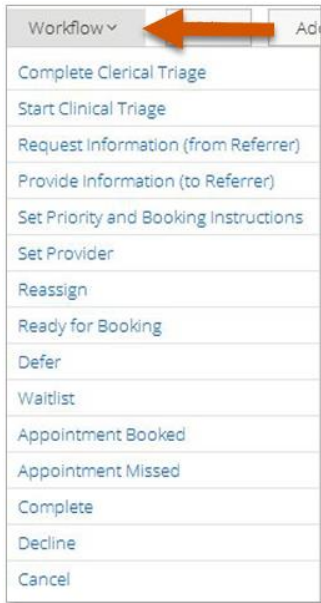 Workflow
Complete Clerical Triage
Start Clinical Triage
Request Information (from Referrer)
Provide Information (to Referrer)
Set Priority and Booking Instructions
Set Provider
Reassign
Ready for Booking
Defer
Waitlist
Appointment Booked
Appointment Missed
Complete
Decline
Cancel